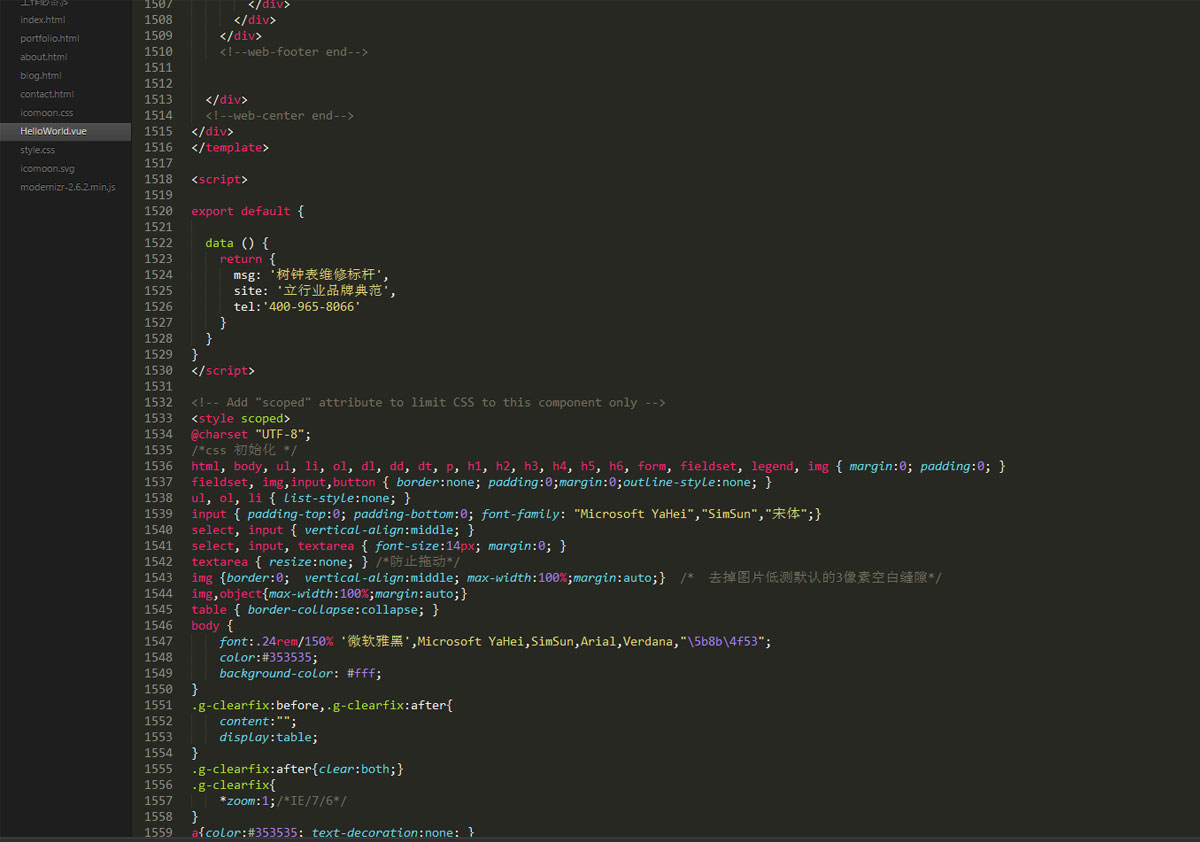 index.html
portfolio.html
about.html
blog.html
contact.html
icomoon.css
HelloWorld.vue
style.css
icomoon.svg
modernizr-2.6.2.min.js
1507 </div>
1508 </div>
1509 </div>
1510 <!--web-footer end-->
1511
1512
1513 </div>
1514 <!--web-center end-->
1515 </div>
1516 </template>
1517
1518 <script>
1519
1520 export default {
1521
1522 data () {
1523 return {
1524 msg: '树钟表维修标杆',
1525 site: '立行业品牌典范',
1526 tel:'400-965-8066'
1527 }
1528 }
1529 }
1530 </script>
1531
1532 <!-- Add "scoped" attribute to limit CSS to this component only -->
1533 <style scoped>
1534 @charset "UTF-8";
1535 /*css 初始化 */
1536 html, body, ul, li, ol, dl, dd, dt, p, h1, h2, h3, h4, h5, h6, form, fieldset, legend, img { margin:0; padding:0; }
1537 fieldset, img,input,button { border:none; padding:0;margin:0;outline-style:none; }
1538 ul, ol, li { list-style:none; }
1539 input { padding-top:0; padding-bottom:0; font-family: "Microsoft YaHei","SimSun","宋体";}
1540 select, input { vertical-align:middle; }
1541 select, input, textarea { font-size:14px; margin:0; }
1542 textarea { resize:none; } /*防止拖动*/
1543 img {border:0;  vertical-align:middle; max-width:100%;margin:auto;}  /*  去掉图片低测默认的3像素空白缝隙*/
1544 img,object{max-width:100%;margin:auto;}
1545 table { border-collapse:collapse; }
1546 body {
1547 font:.24rem/150% '微软雅黑',Microsoft YaHei,SimSun,Arial,Verdana,"\5b8b\4f53";
1548 color:#353535;
1549 background-color: #fff;
1550 }
1551 .g-clearfix:before,.g-clearfix:after{
1552 content:"";
1553 display:table;
1554 }
1555 .g-clearfix:after{clear:both;}
1556 .g-clearfix{
1557 *zoom:1;/*IE/7/6*/
1558 }
1559 a{color:#353535; text-decoration:none; }